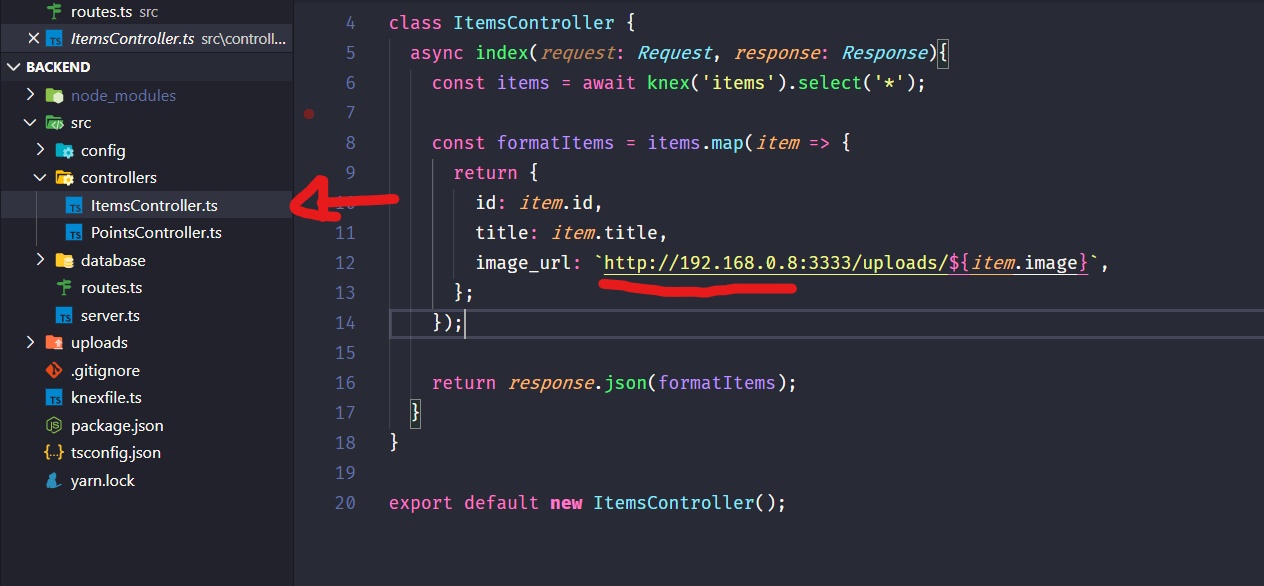 routes.ts src
ItemsController.ts src\controll...
BACKEND
node_modules
src
config
controllers
ItemsController.ts
PointsController.ts
database
routes.ts
server.ts
uploads
.gitignore
knexfile.ts
package.json
tsconfig.json
yarn.lock
4 class ItemsController {
5 async index(request: Request, response: Response){
6 const items = await knex('items').select('*');
7
8 const formatItems = items.map(item => {
9 return {
10 id: item.id,
11 title: item.title,
12 image_url: `http://192.168.0.8:3333/uploads/${item.image}`,
13 };
14 });
15
16 return response.json(formatItems);
17 }
18 }
19
20 export default new ItemsController();